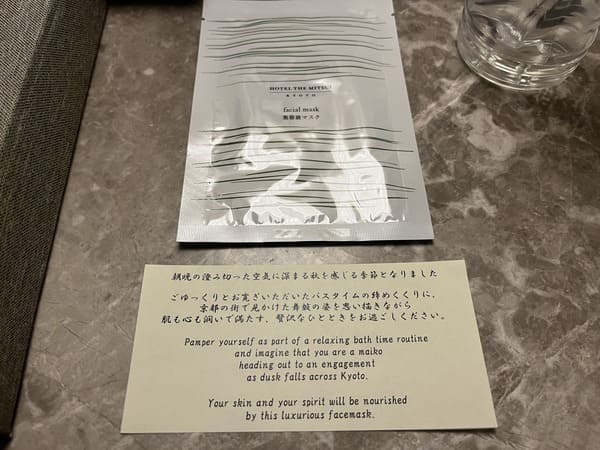 HOTEL THE MITSUI
KYOTO
facial mask
美容液マスク
朝晩の澄み切った空気に深まる秋を感じる季節となりました
ごゆっくりとお寛ぎいただいたバスタイムの締めくくりに、
京都の街で見かけた舞妓の姿を思い描きながら
肌も心も潤いで満たす、贅沢なひとときをお過ごしください。
Pamper yourself as part of a relaxing bath time routine
and imagine that you are a maiko
heading out to an engagement
as dusk falls across Kyoto.
Your skin and your spirit will be nourished
by this luxurious facemask.